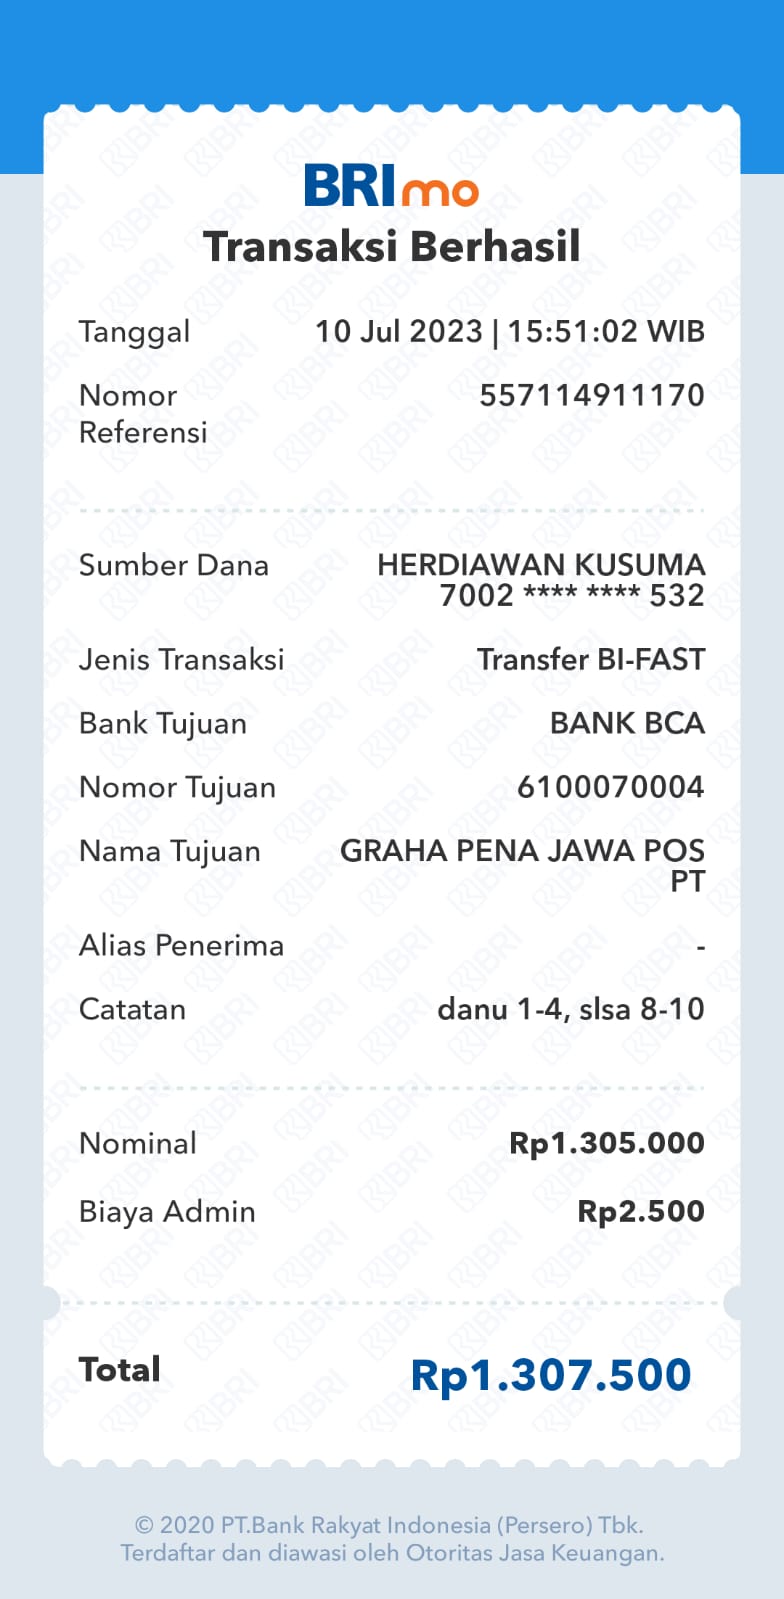 BRImo
Transaksi Berhasil
Tanggal 10 Jul 2023 | 15:51:02 WIB
Nomor Referensi 557114911170
Sumber Dana HERDIAWAN KUSUMA
7002 **** **** 532
Jenis Transaksi Transfer BI-FAST
Bank Tujuan BANK BCA
Nomor Tujuan 6100070004
Nama Tujuan GRAHA PENA JAWA POS
PT
Alias Penerima -
Catatan danu 1-4, slsa 8-10
Nominal Rp1.305.000
Biaya Admin Rp2.500
Total Rp1.307.500
© 2020 PT.Bank Rakyat Indonesia (Persero) Tbk.
Terdaftar dan diawasi oleh Otoritas Jasa Keuangan.